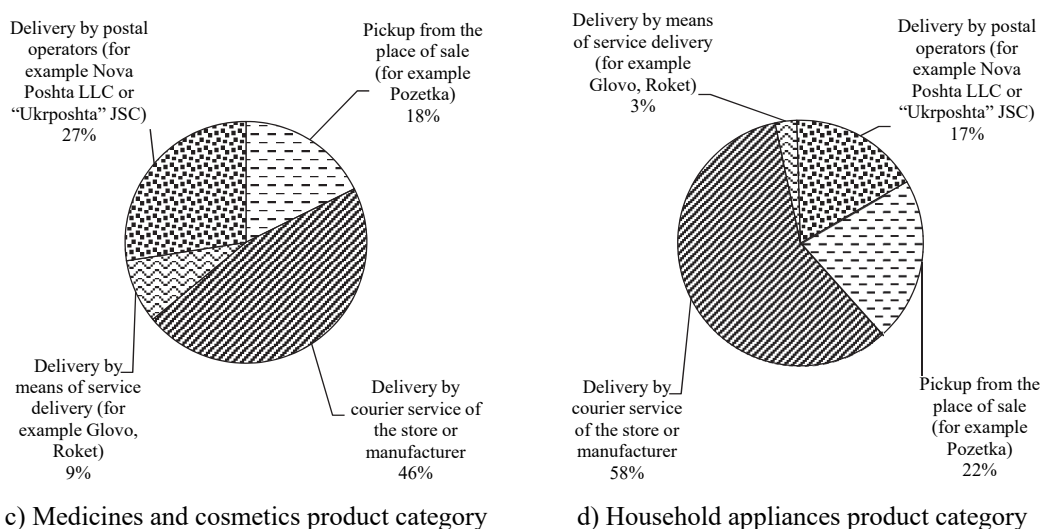 Delivery by postal
operators (for
example Nova
Poshta LLC or
“Ukrposhta” JSC)
27%
Pickup from the
place of sale
(for example
Pozetka)
18%
Delivery by
means of service
delivery (for
example Glovo,
Roket)
9%
Delivery by
courier service of
the store or
manufacturer
46%
c) Medicines and cosmetics product category
Delivery by means
of service delivery
(for example
Glovo, Roket)
3%
Delivery by postal
operators (for
example Nova
Poshta LLC or
“Ukrposhta” JSC)
17%
Delivery by
courier service
of the store or
manufacturer
58%
Pickup from the
place of sale
(for example
Pozetka)
22%
d) Household appliances product category